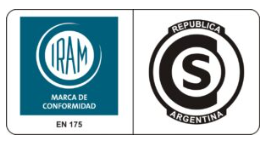 IRAM
MARCA DE
CONFORMIDAD
EN 175
REPUBLICA
S
ARGENTINA